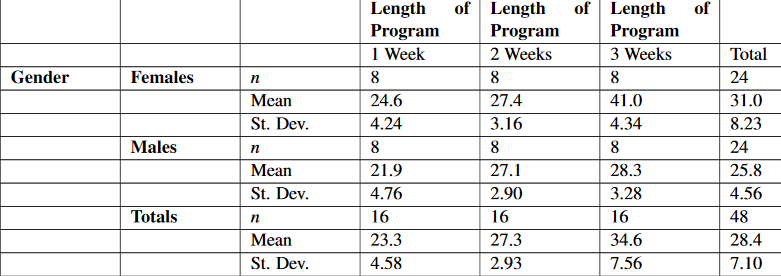 Length of Program Length of Program Length of Program
1 Week 2 Weeks 3 Weeks Total
Gender Females n 8 8 8 24
Mean 24.6 27.4 41.0 31.0
St. Dev. 4.24 3.16 4.34 8.23
Males n 8 8 8 24
Mean 21.9 27.1 28.3 25.8
St. Dev. 4.76 2.90 3.28 4.56
Totals n 16 16 16 48
Mean 23.3 27.3 34.6 28.4
St. Dev. 4.58 2.93 7.56 7.10